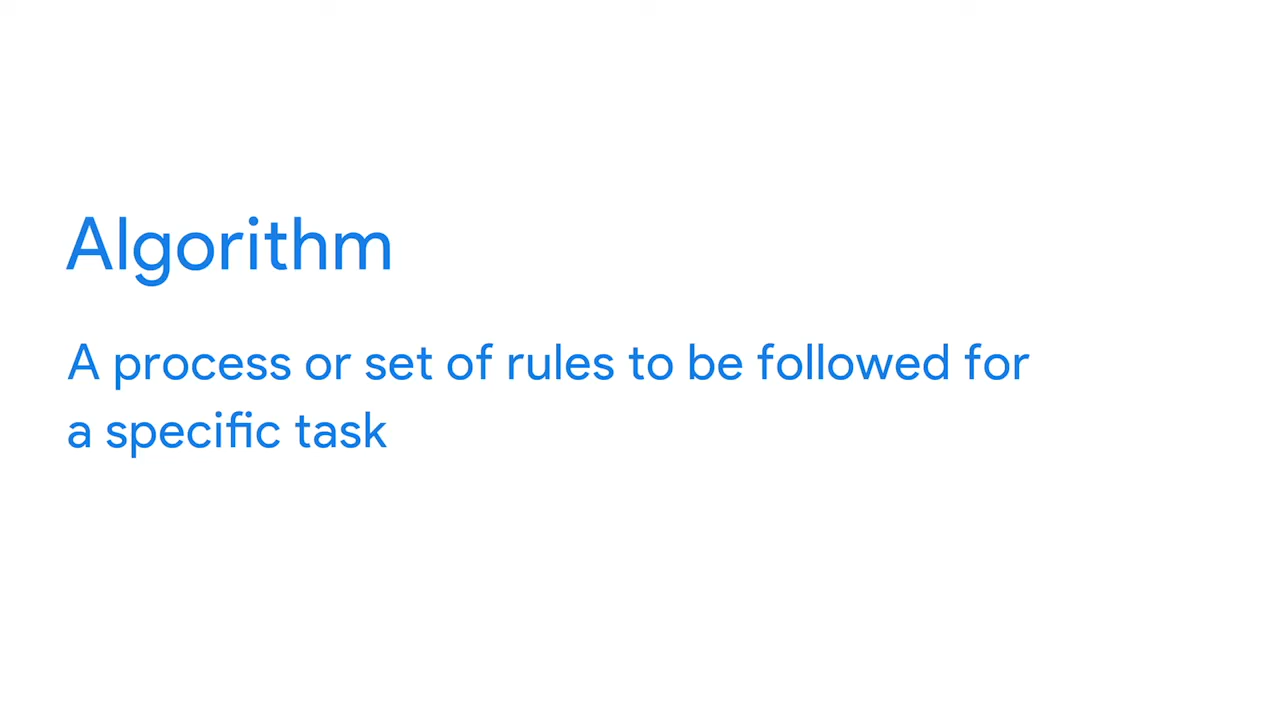 Algorithm
A process or set of rules to be followed for
a specific task